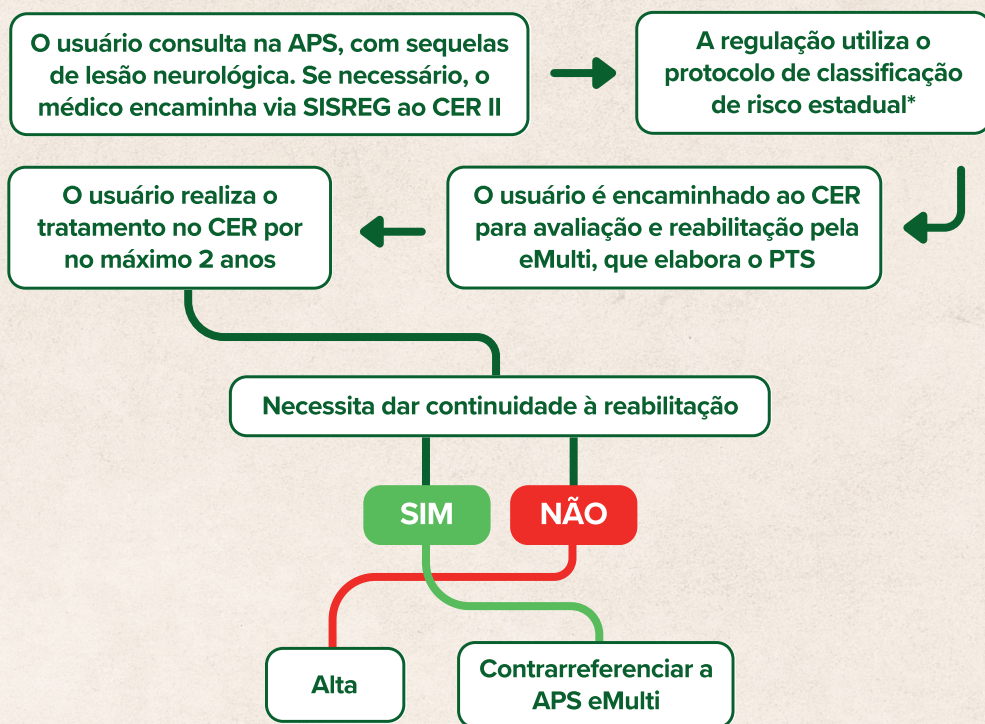 O usuário consulta na APS, com sequelas
de lesão neurológica. Se necessário, o
médico encaminha via SISREG ao CER II
A regulação utiliza o
protocolo de classificação
de risco estadual*
O usuário é encaminhado ao CER
para avaliação e reabilitação pela
eMulti, que elabora o PTS
O usuário realiza o
tratamento no CER por
no máximo 2 anos
Necessita dar continuidade à reabilitação
SIM
NÃO
Alta
Contrarreferenciar a
APS eMulti